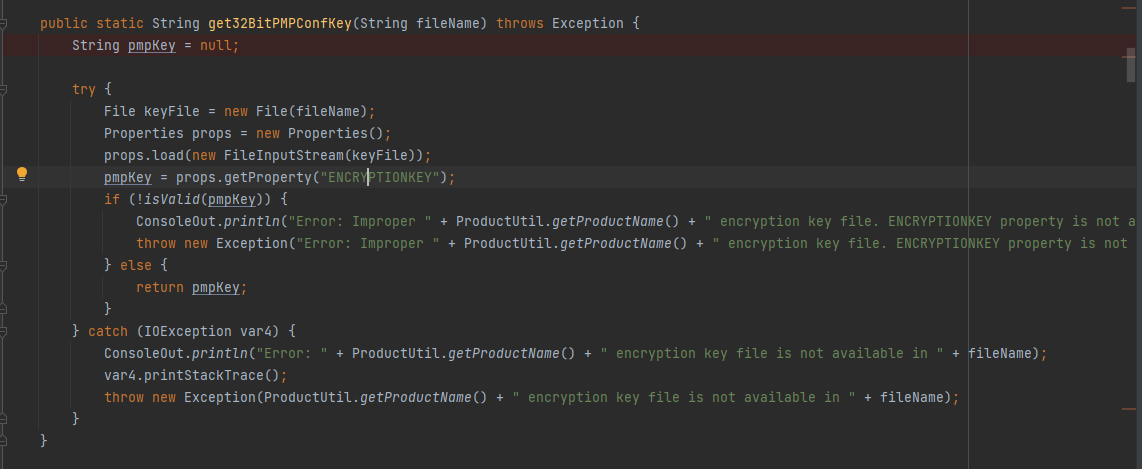 public static String get32BitPMPConfKey(String fileName) throws Exception {
String pmpKey = null;
try {
File keyFile = new File(fileName);
Properties props = new Properties();
props.load(new FileInputStream(keyFile));
pmpKey = props.getProperty("ENCRYPTIONKEY");
if (!isValid(pmpKey)) {
ConsoleOut.println("Error: Improper " + ProductUtil.getProductName() + " encryption key file. ENCRYPTIONKEY property is not a
throw new Exception("Error: Improper " + ProductUtil.getProductName() + " encryption key file. ENCRYPTIONKEY property is not
} else {
return pmpKey;
}
} catch (IOException var4) {
ConsoleOut.println("Error: " + ProductUtil.getProductName() + " encryption key file is not available in " + fileName);
var4.printStackTrace();
throw new Exception(ProductUtil.getProductName() + " encryption key file is not available in " + fileName);
}
}